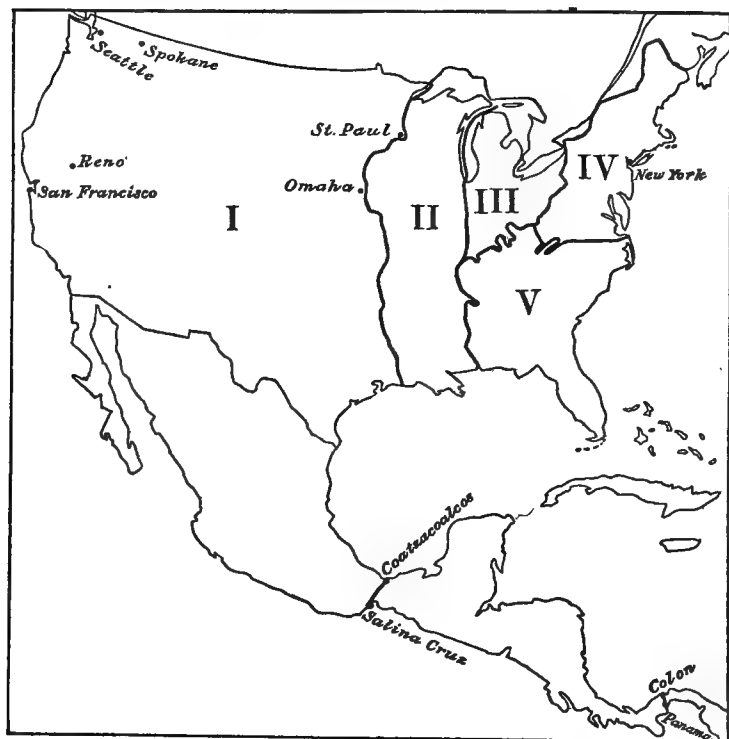 Seattle
Spokane
St. Paul
Reno
San Francisco
Omaha
I
II
III
IV
New York
V
Coatzacoalcos
Salina Cruz
Colon
Panama